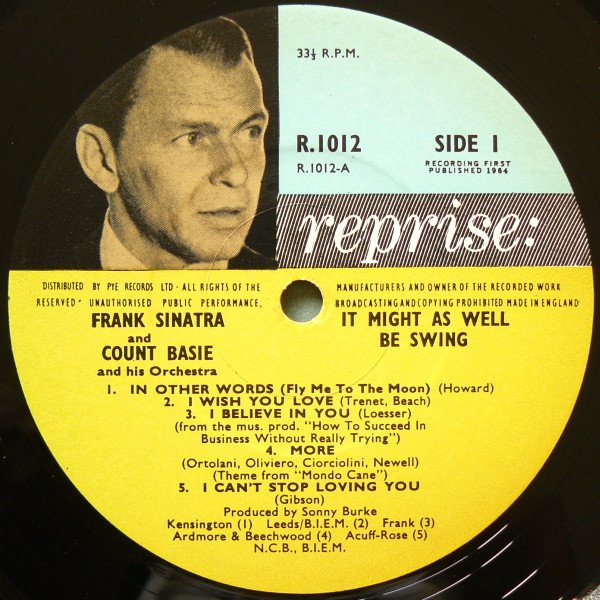 33⅓ R.P.M.
R.1012 SIDE 1
R.1012-A RECORDING FIRST
PUBLISHED 1964
reprise:
DISTRIBUTED BY PYE RECORDS LTD · ALL RIGHTS OF THE MANUFACTURERS AND OWNER OF THE RECORDED WORK
RESERVED · UNAUTHORISED PUBLIC PERFORMANCE, BROADCASTING AND COPYING PROHIBITED MADE IN ENGLAND
FRANK SINATRA
and
COUNT BASIE
and his Orchestra
IT MIGHT AS WELL
BE SWING
1. IN OTHER WORDS (Fly Me To The Moon) (Howard)
2. I WISH YOU LOVE (Trenet, Beach)
3. I BELIEVE IN YOU (Loesser)
(from the mus. prod. "How To Succeed In
Business Without Really Trying")
4. MORE
(Ortolani, Oliviero, Ciorciolini, Newell)
(Theme from "Mondo Cane")
5. I CAN'T STOP LOVING YOU
(Gibson)
Produced by Sonny Burke
Kensington (1) Leeds/B.I.E.M. (2) Frank (3)
Ardmore & Beechwood (4) Acuff-Rose (5)
N.C.B., B.I.E.M.